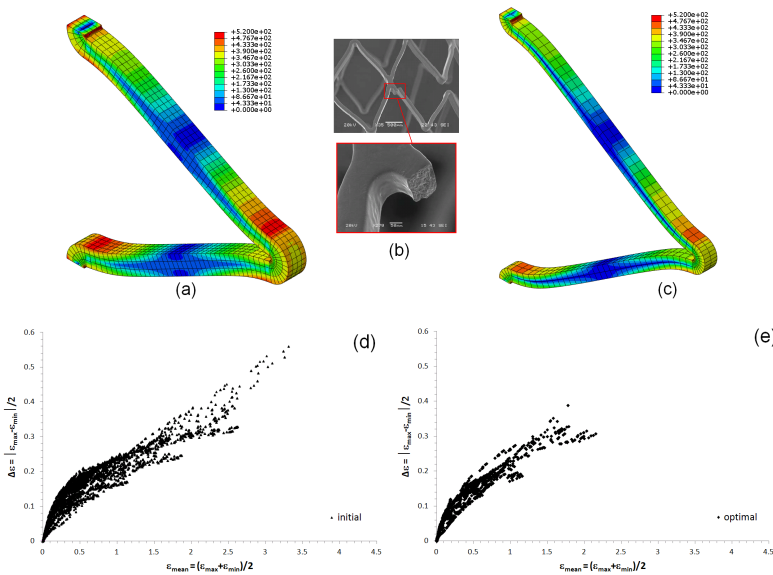 +5.200e+02
+4.767e+02
+4.333e+02
+3.900e+02
+3.467e+02
+3.033e+02
+2.600e+02
+2.167e+02
+1.733e+02
+1.300e+02
+8.667e+01
+4.333e+01
+0.000e+00
(a)
(b)
+5.200e+02
+4.767e+02
+4.333e+02
+3.900e+02
+3.467e+02
+3.033e+02
+2.600e+02
+2.167e+02
+1.733e+02
+1.300e+02
+8.667e+01
+4.333e+01
+0.000e+00
(c)
(d)
0.6
0.5
0.4
0.3
0.2
0.1
0
Δε = |εmax-εmin|/2
0 0.5 1 1.5 2 2.5 3 3.5 4 4.5
εmean = (εmax+εmin)/2
initial
(e)
0.6
0.5
0.4
0.3
0.2
0.1
0
Δε = |εmax-εmin|/2
0 0.5 1 1.5 2 2.5 3 3.5 4 4.5
εmean = (εmax+εmin)/2
optimal